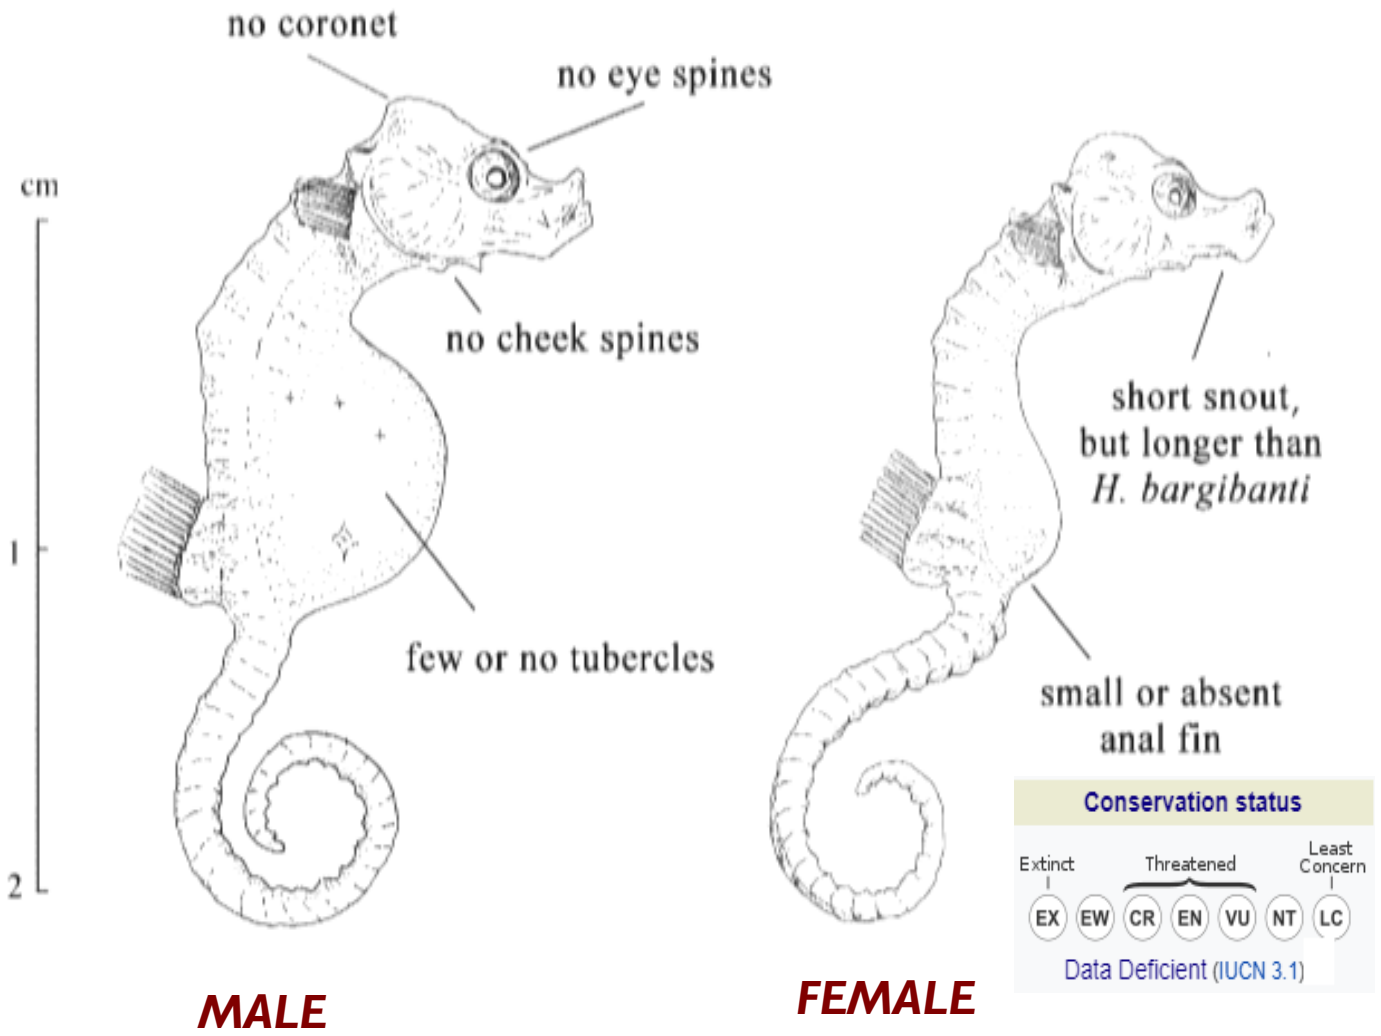 no coronet
no eye spines
cm
no cheek spines
short snout,
but longer than
H. bargibanti
1
few or no tubercles
small or absent
anal fin
2
Conservation status
Extinct
Threatened
Least
Concern
EX EW CR EN VU NT LC
Data Deficient (IUCN 3.1)
MALE
FEMALE